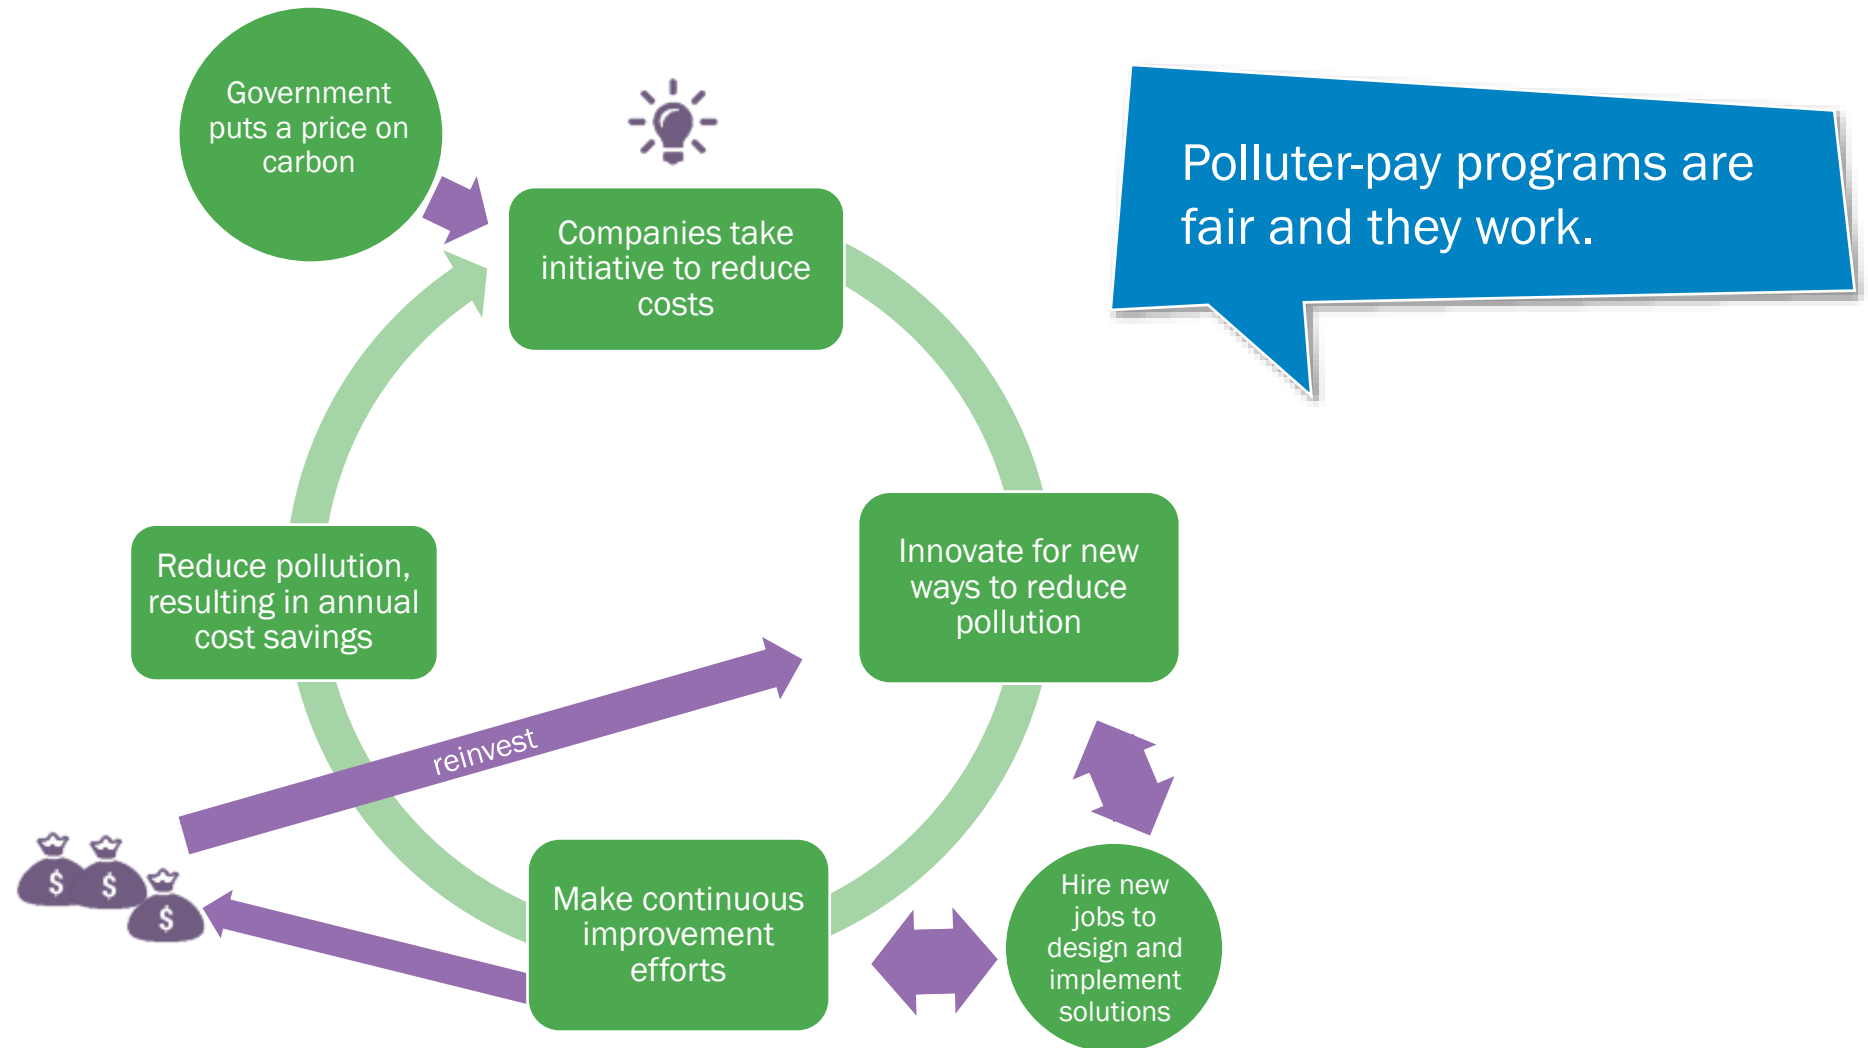 Government
puts a price on
carbon
Companies take
initiative to reduce
costs
Polluter-pay programs are
fair and they work.
Innovate for new
ways to reduce
pollution
Reduce pollution,
resulting in annual
cost savings
reinvest
$ $ $
Make continuous
improvement
efforts
Hire new
jobs to
design and
implement
solutions